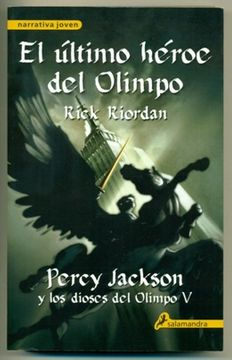 narrativa joven
El último héroe
del Olimpo
Rick Riordan
Percy Jackson
y los dioses del Olimpo V
salamandra